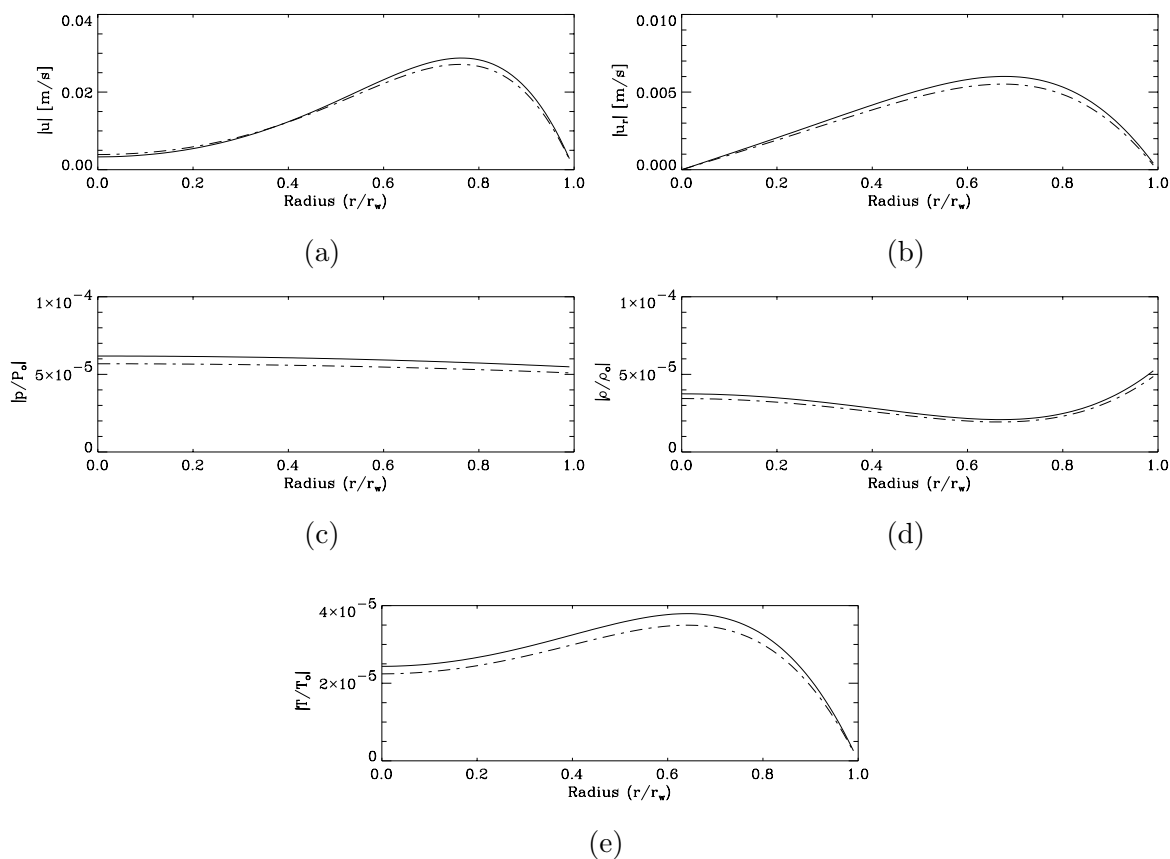 |u| [m/s]
0.04
0.02
0.00
0.0 0.2 0.4 0.6 0.8 1.0
Radius (r/r_w)
(a)
|u_r| [m/s]
0.010
0.005
0.000
0.0 0.2 0.4 0.6 0.8 1.0
Radius (r/r_w)
(b)
|p/P_o|
1×10⁻⁴
5×10⁻⁵
0
0.0 0.2 0.4 0.6 0.8 1.0
Radius (r/r_w)
(c)
|ρ/ρ_o|
1×10⁻⁴
5×10⁻⁵
0
0.0 0.2 0.4 0.6 0.8 1.0
Radius (r/r_w)
(d)
|T/T_o|
4×10⁻⁵
2×10⁻⁵
0
0.0 0.2 0.4 0.6 0.8 1.0
Radius (r/r_w)
(e)